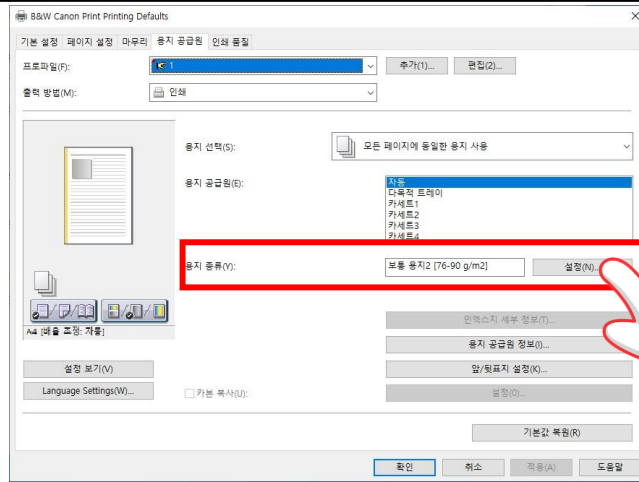 B&W Canon Print Printing Defaults
기본 설정 페이지 설정 마무리 용지 공급원 인쇄 품질
프로파일(F): 1 추가(1)... 편집(2)...
출력 방법(M): 인쇄
용지 선택(S): 모든 페이지에 동일한 용지 사용
용지 공급원(E): 자동
다목적 트레이
카세트1
카세트2
카세트3
카세트4
용지 종류(Y): 보통 용지2 [76-90 g/m2] 설정(N)...
인덱스지 세부 정보(T)...
A4 [배율 조정: 자동]
용지 공급원 정보(I)...
설정 보기(V) 앞/뒷표지 설정(K)...
Language Settings(W)... 카본 복사(U): 설정(O)...
기본값 복원(R)
확인 취소 적용(A) 도움말